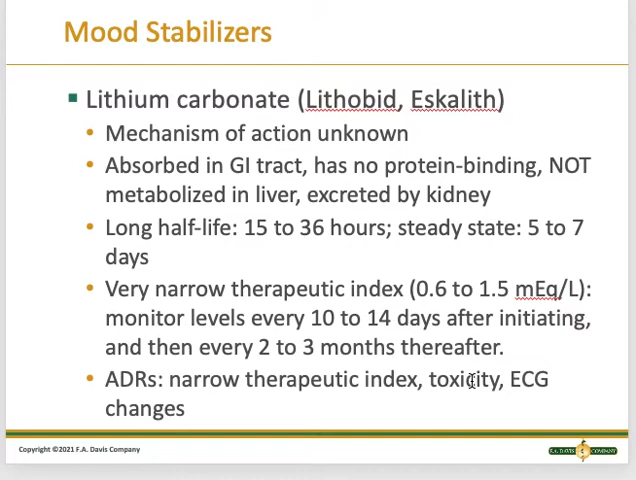 Mood Stabilizers
▪ Lithium carbonate (Lithobid, Eskalith)
• Mechanism of action unknown
• Absorbed in GI tract, has no protein-binding, NOT
metabolized in liver, excreted by kidney
• Long half-life: 15 to 36 hours; steady state: 5 to 7
days
• Very narrow therapeutic index (0.6 to 1.5 mEq/L):
monitor levels every 10 to 14 days after initiating,
and then every 2 to 3 months thereafter.
• ADRs: narrow therapeutic index, toxicity, ECG
changes
Copyright ©2021 F.A. Davis Company
F.A. DAVIS COMPANY